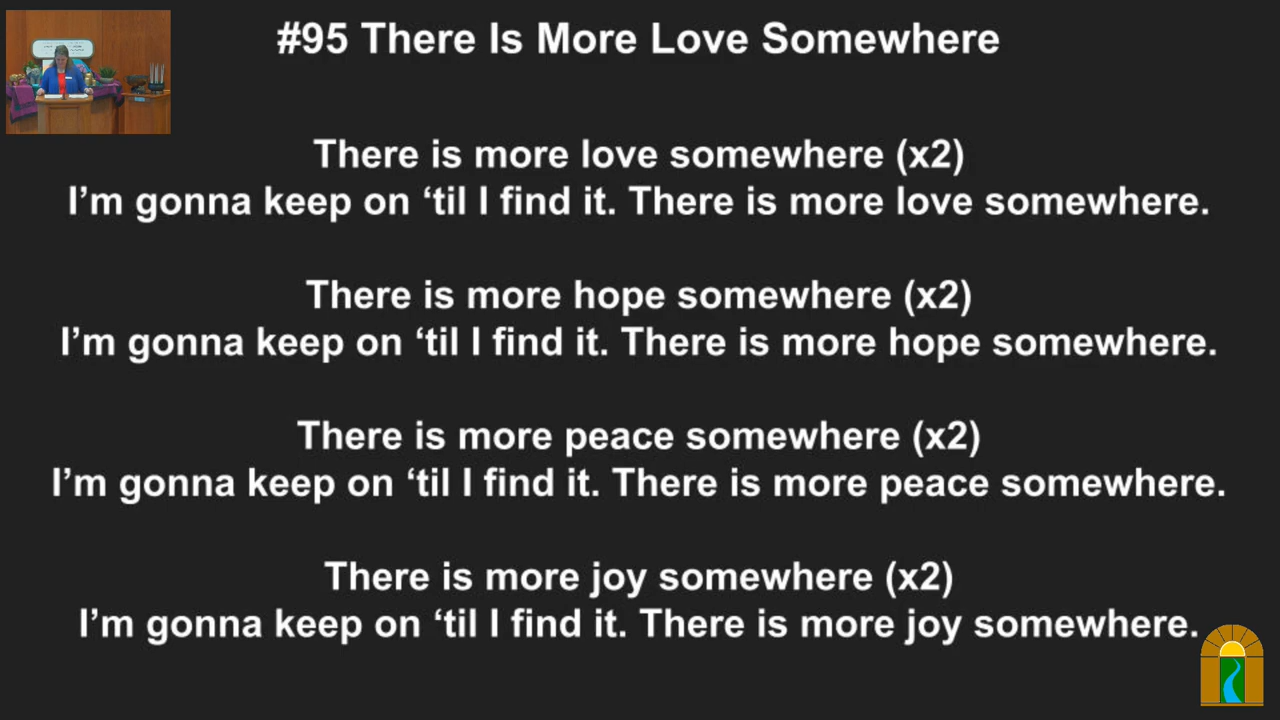 #95 There Is More Love Somewhere
There is more love somewhere (x2)
I’m gonna keep on ‘til I find it. There is more love somewhere.
There is more hope somewhere (x2)
I’m gonna keep on ‘til I find it. There is more hope somewhere.
There is more peace somewhere (x2)
I’m gonna keep on ‘til I find it. There is more peace somewhere.
There is more joy somewhere (x2)
I’m gonna keep on ‘til I find it. There is more joy somewhere.